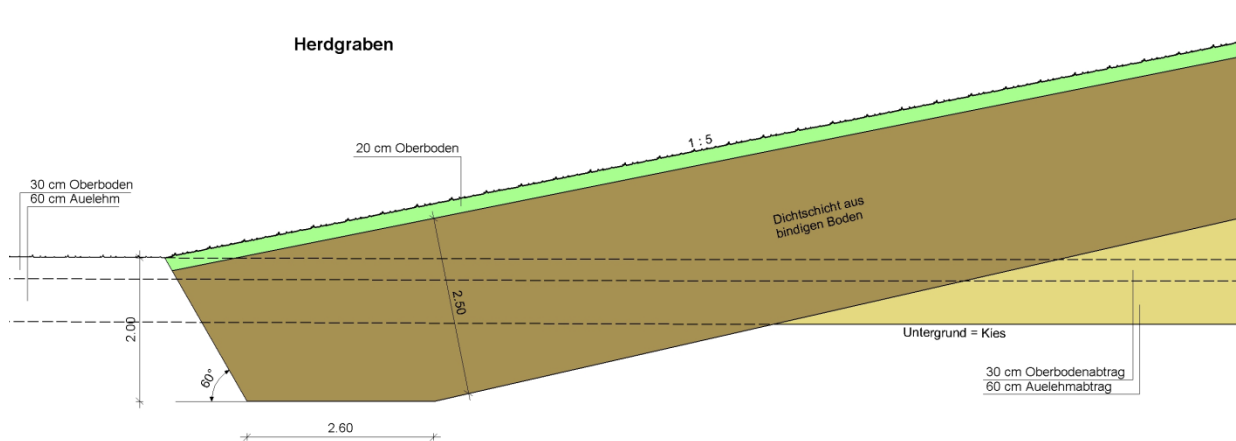 Herdgraben
1 : 5
20 cm Oberboden
30 cm Oberboden
60 cm Auelehm
Dichtschicht aus
bindigen Boden
2.50
2.00
Untergrund = Kies
60°
30 cm Oberbodenabtrag
60 cm Auelehmabtrag
2.60